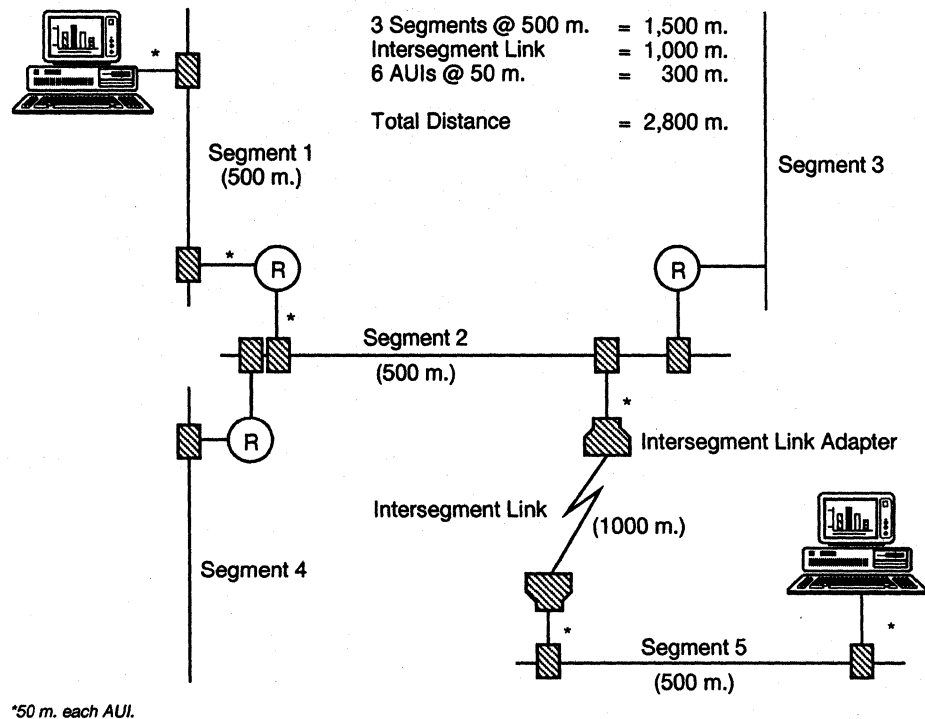 3 Segments @ 500 m. = 1,500 m.
Intersegment Link = 1,000 m.
6 AUIs @ 50 m. = 300 m.
Total Distance = 2,800 m.
*
Segment 1
(500 m.)
Segment 3
*
R
R
*
Segment 2
(500 m.)
*
R
Intersegment Link Adapter
Intersegment Link
(1000 m.)
Segment 4
*
*
Segment 5
(500 m.)
*50 m. each AUI.